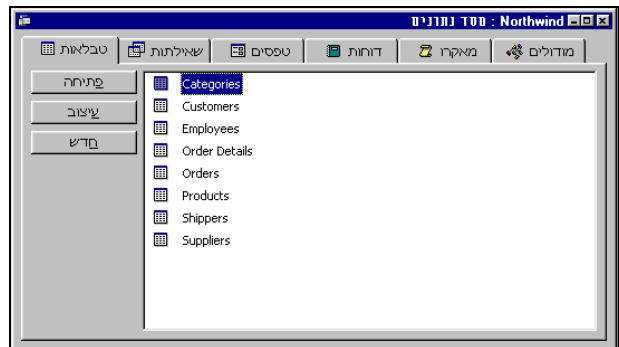 מסד נתונים : Northwind
טבלאות שאילתות טפסים דוחות מאקרו מודולים
פתיחה
עיצוב
חדש
Categories
Customers
Employees
Order Details
Orders
Products
Shippers
Suppliers